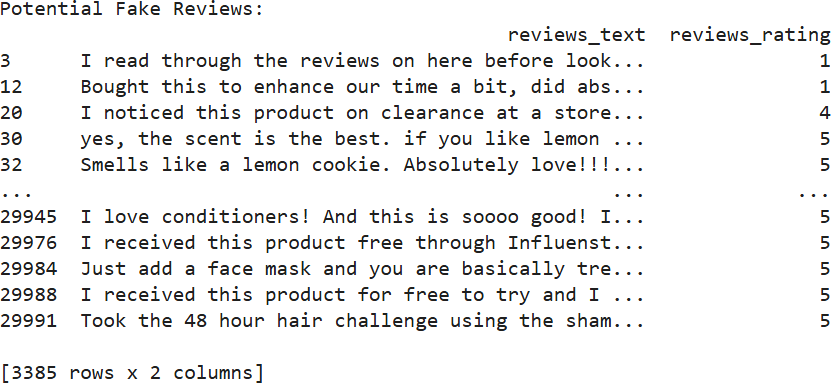 Potential Fake Reviews:
reviews_text reviews_rating
3 I read through the reviews on here before look... 1
12 Bought this to enhance our time a bit, did abs... 1
20 I noticed this product on clearance at a store... 4
30 yes, the scent is the best. if you like lemon ... 5
32 Smells like a lemon cookie. Absolutely love!!!... 5
... ... ...
29945 I love conditioners! And this is soooo good! I... 5
29976 I received this product free through Influenst... 5
29984 Just add a face mask and you are basically tre... 5
29988 I received this product for free to try and I ... 5
29991 Took the 48 hour hair challenge using the sham... 5
[3385 rows x 2 columns]